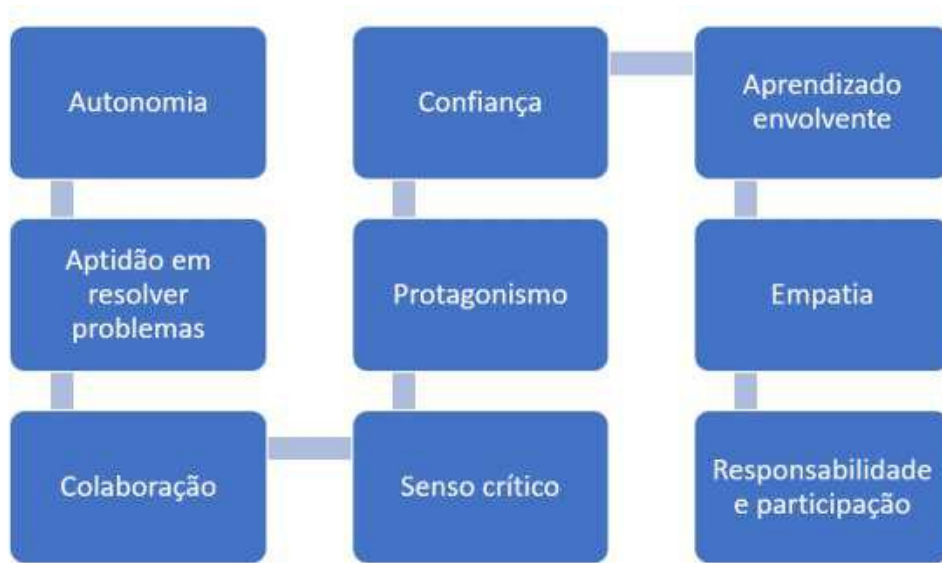 Autonomia
Aptidão em
resolver
problemas
Colaboração
Senso crítico
Protagonismo
Confiança
Aprendizado
envolvente
Empatia
Responsabilidade
e participação